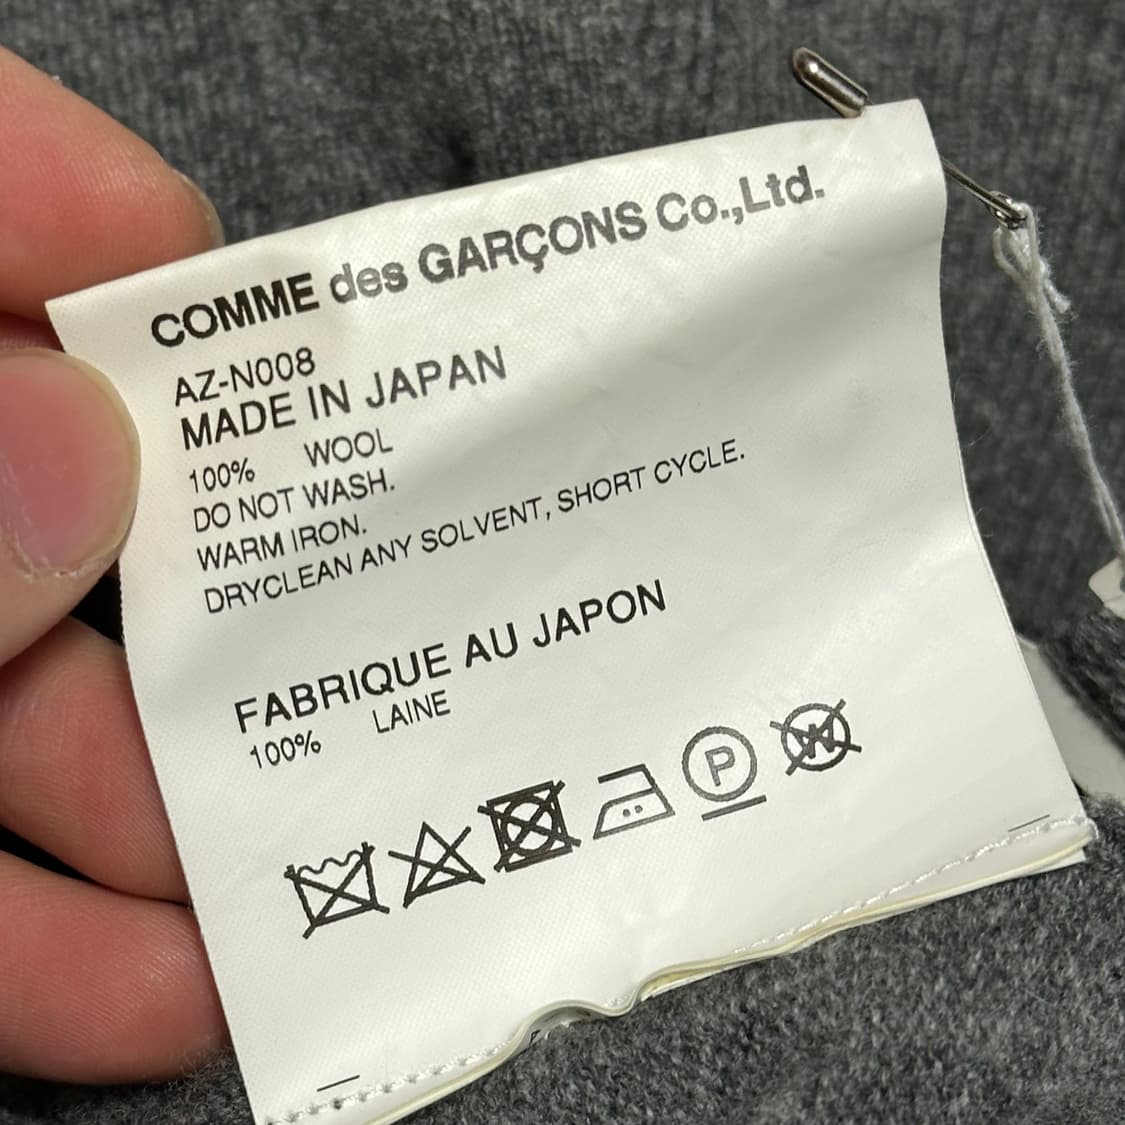 COMME des GARÇONS Co.,Ltd.
AZ-N008
MADE IN JAPAN
100% WOOL
DO NOT WASH.
WARM IRON.
DRYCLEAN ANY SOLVENT, SHORT CYCLE.
FABRIQUE AU JAPON
100% LAINE
P
W